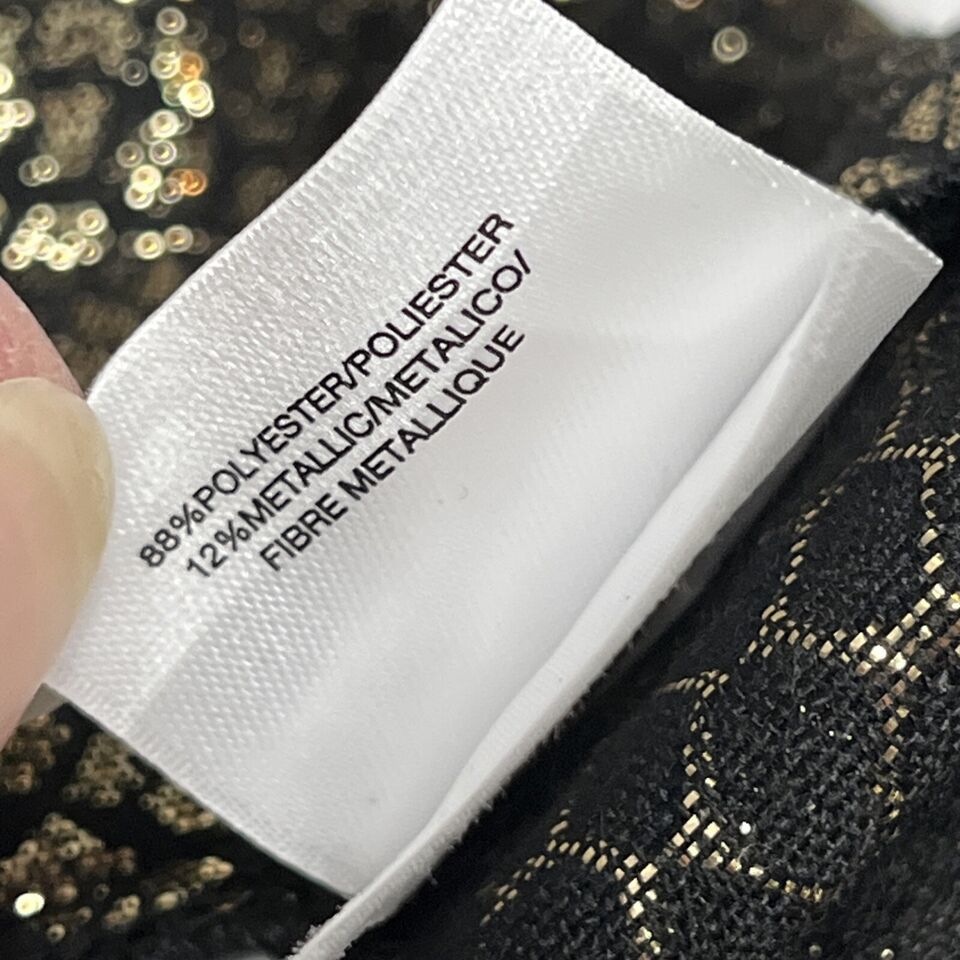 88%POLYESTER/POLIESTER
12%METALLIC/METALICO/
FIBRE METALLIQUE